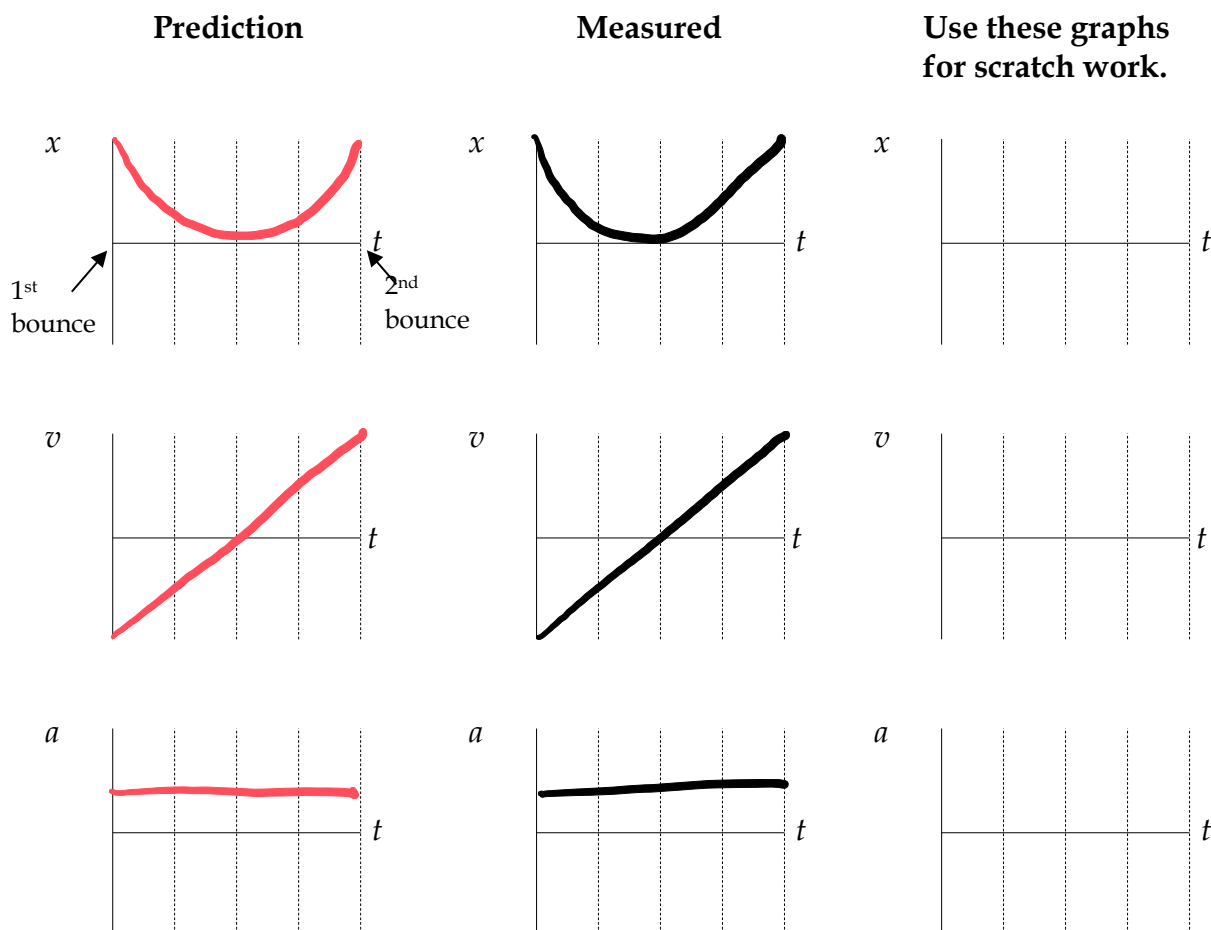 Prediction
Measured
Use these graphs
for scratch work.
x
t
x
t
x
t
1st
bounce
2nd
bounce
v
t
v
t
v
t
a
t
a
t
a
t